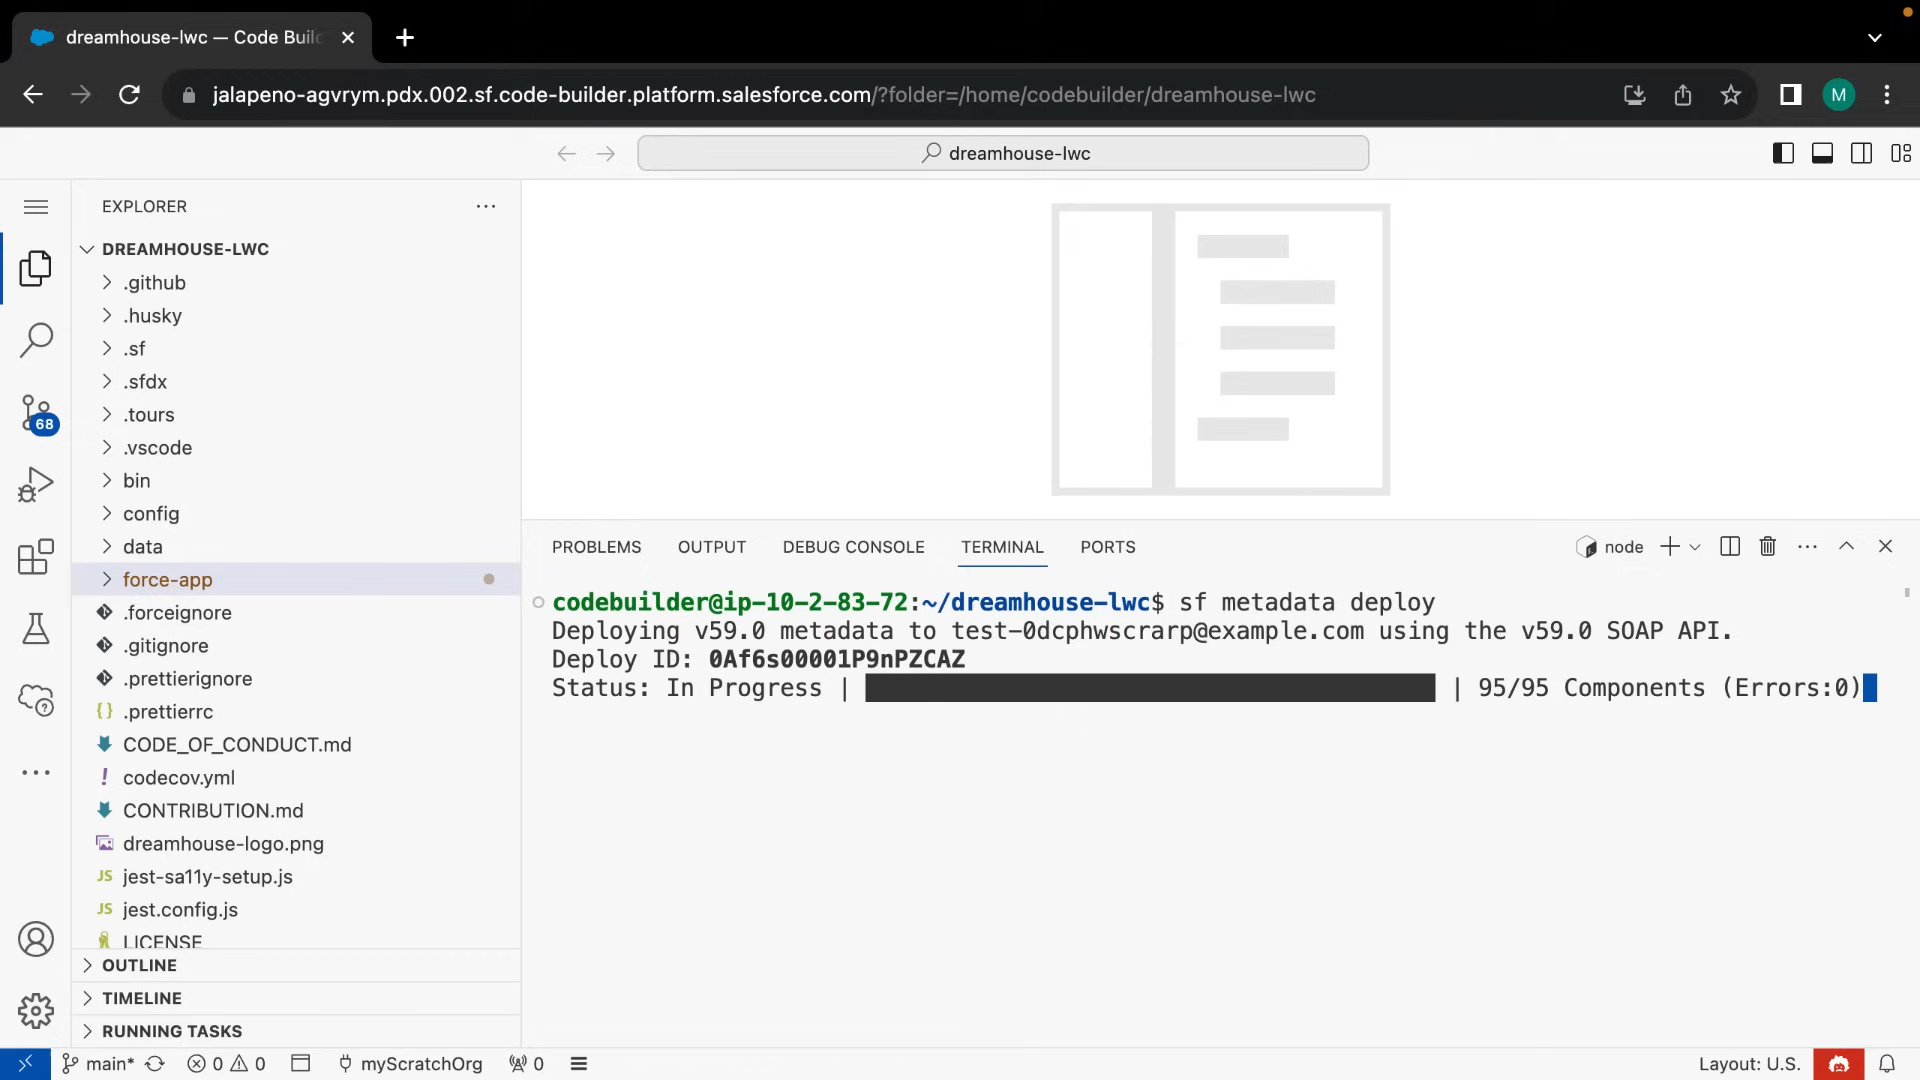 dreamhouse-lwc — Code Buil
jalapeno-agvrym.pdx.002.sf.code-builder.platform.salesforce.com/?folder=/home/codebuilder/dreamhouse-lwc
M
dreamhouse-lwc
EXPLORER
DREAMHOUSE-LWC
.github
.husky
.sf
.sfdx
68
.tours
.vscode
bin
config
data
force-app
.forceignore
.gitignore
.prettierignore
{} .prettierrc
CODE_OF_CONDUCT.md
! codecov.yml
CONTRIBUTION.md
dreamhouse-logo.png
JS jest-sa11y-setup.js
JS jest.config.js
LICENSE
OUTLINE
TIMELINE
RUNNING TASKS
PROBLEMS OUTPUT DEBUG CONSOLE TERMINAL PORTS
node
codebuilder@ip-10-2-83-72:~/dreamhouse-lwc$ sf metadata deploy
Deploying v59.0 metadata to test-0dcphwscrarp@example.com using the v59.0 SOAP API.
Deploy ID: 0Af6s00001P9nPZCAZ
Status: In Progress | | 95/95 Components (Errors:0)
main* 0 0 myScratchOrg 0
Layout: U.S.